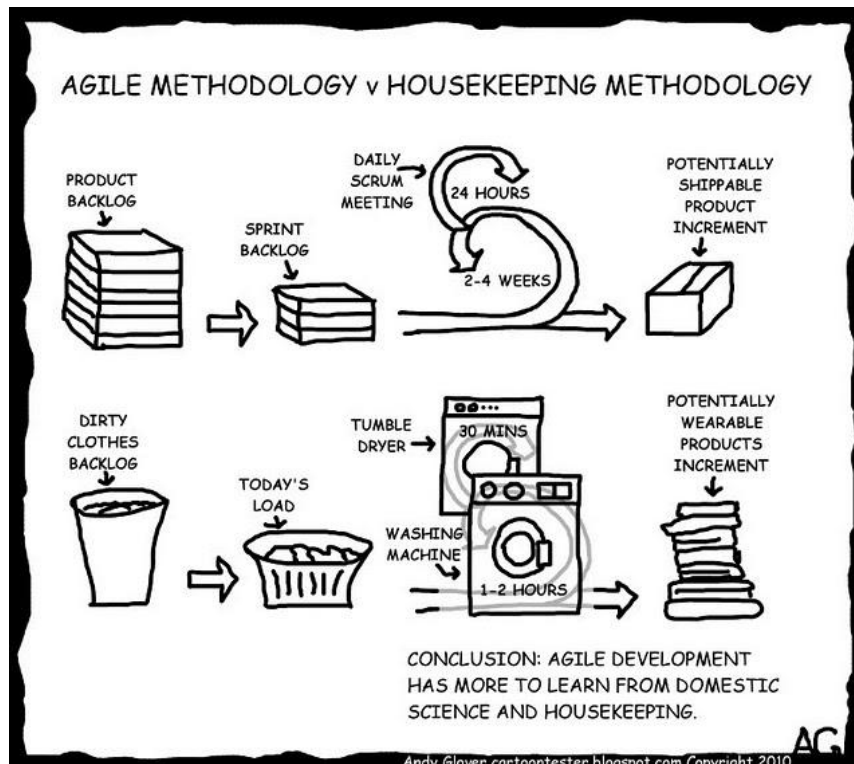 AGILE METHODOLOGY v HOUSEKEEPING METHODOLOGY
PRODUCT
BACKLOG
SPRINT
BACKLOG
DAILY
SCRUM
MEETING
24 HOURS
2-4 WEEKS
POTENTIALLY
SHIPPABLE
PRODUCT
INCREMENT
DIRTY
CLOTHES
BACKLOG
TODAY'S
LOAD
TUMBLE
DRYER
30 MINS
WASHING
MACHINE
1-2 HOURS
POTENTIALLY
WEARABLE
PRODUCTS
INCREMENT
CONCLUSION: AGILE DEVELOPMENT
HAS MORE TO LEARN FROM DOMESTIC
SCIENCE AND HOUSEKEEPING.
AG
Andy Glover cartoontester.blogspot.com Copyright 2010